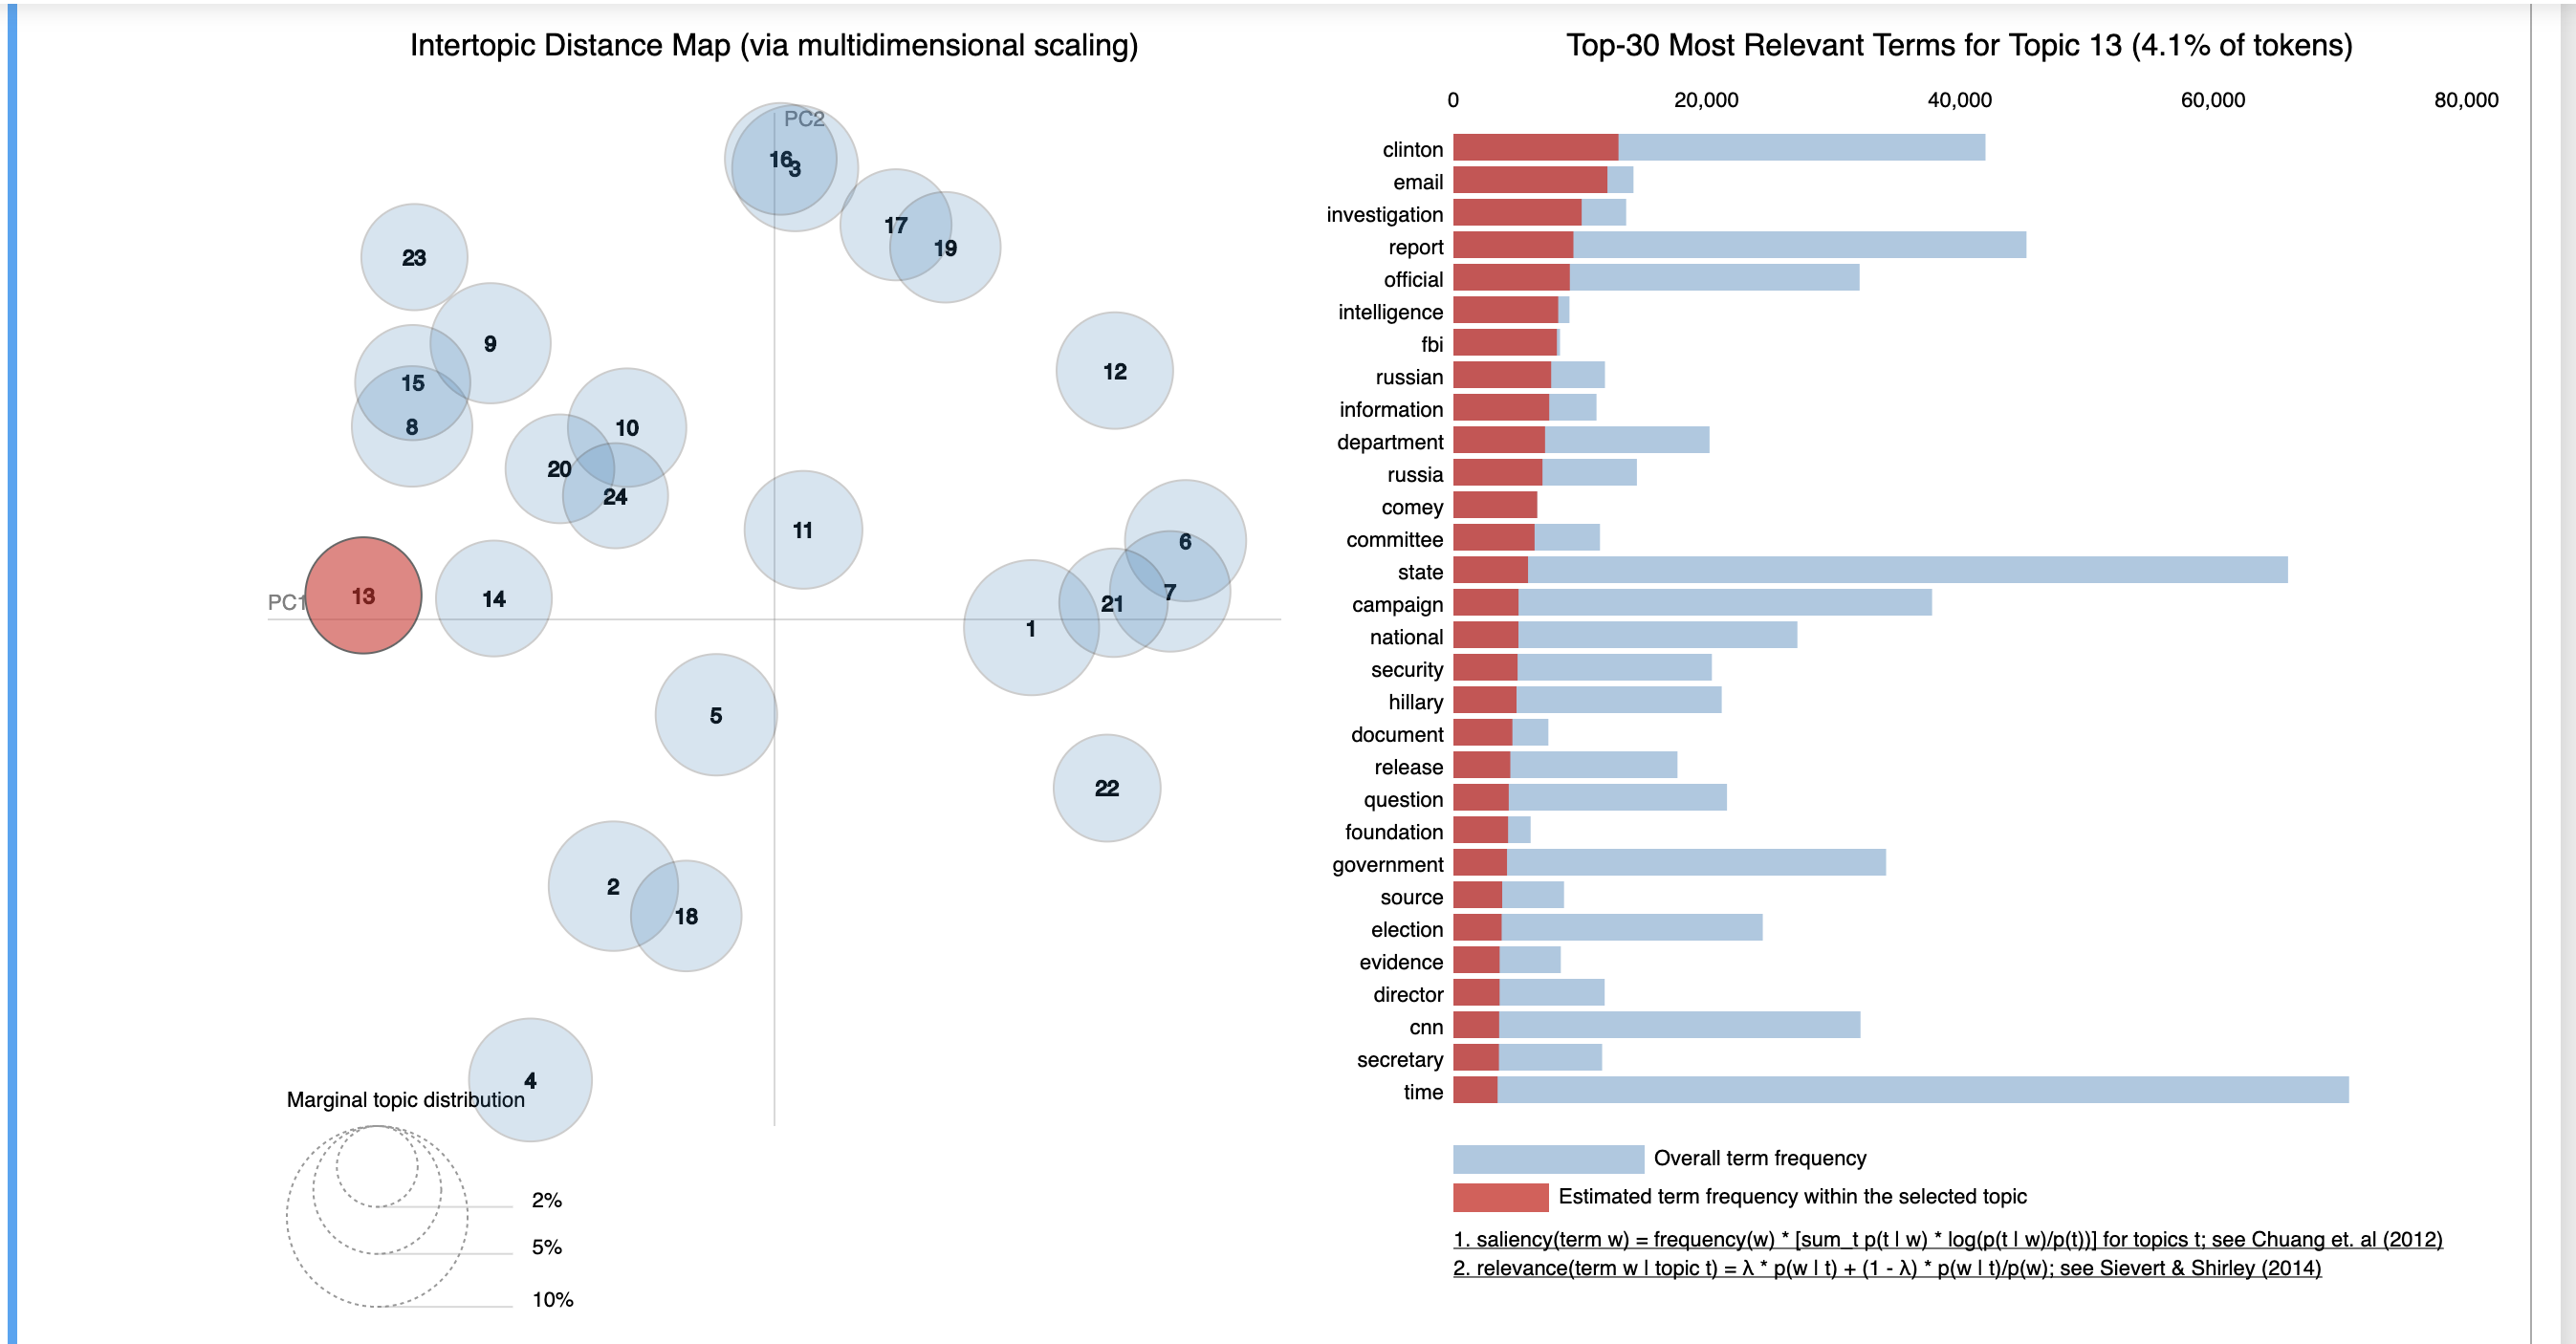 Intertopic Distance Map (via multidimensional scaling)
PC2
16
3
17
19
23
9
12
15
8
10
20
24
11
6
7
13
14
PC1
21
1
5
22
2
18
4
Marginal topic distribution
2%
5%
10%
Top-30 Most Relevant Terms for Topic 13 (4.1% of tokens)
0 20,000 40,000 60,000 80,000
clinton
email
investigation
report
official
intelligence
fbi
russian
information
department
russia
comey
committee
state
campaign
national
security
hillary
document
release
question
foundation
government
source
election
evidence
director
cnn
secretary
time
Overall term frequency
Estimated term frequency within the selected topic
1. saliency(term w) = frequency(w) * [sum_t p(t | w) * log(p(t | w)/p(t))] for topics t; see Chuang et. al (2012)
2. relevance(term w | topic t) = λ * p(w | t) + (1 - λ) * p(w | t)/p(w); see Sievert & Shirley (2014)